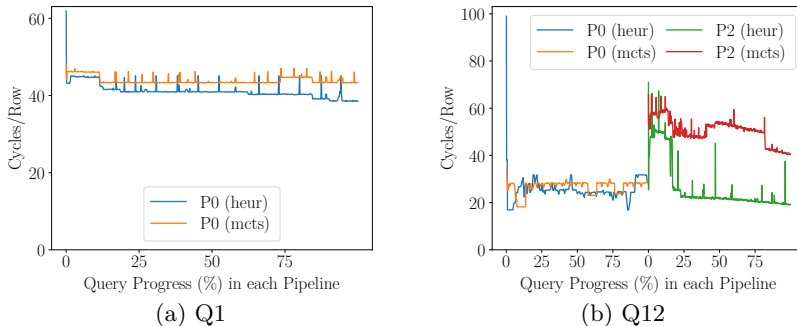 60
40
20
0
Cycles/Row
P0 (heur)
P0 (mcts)
0 25 50 75
Query Progress (%) in each Pipeline
(a) Q1
100
80
60
40
20
0
Cycles/Row
P0 (heur) P2 (heur)
P0 (mcts) P2 (mcts)
0 25 50 75 0 25 50 75
Query Progress (%) in each Pipeline
(b) Q12